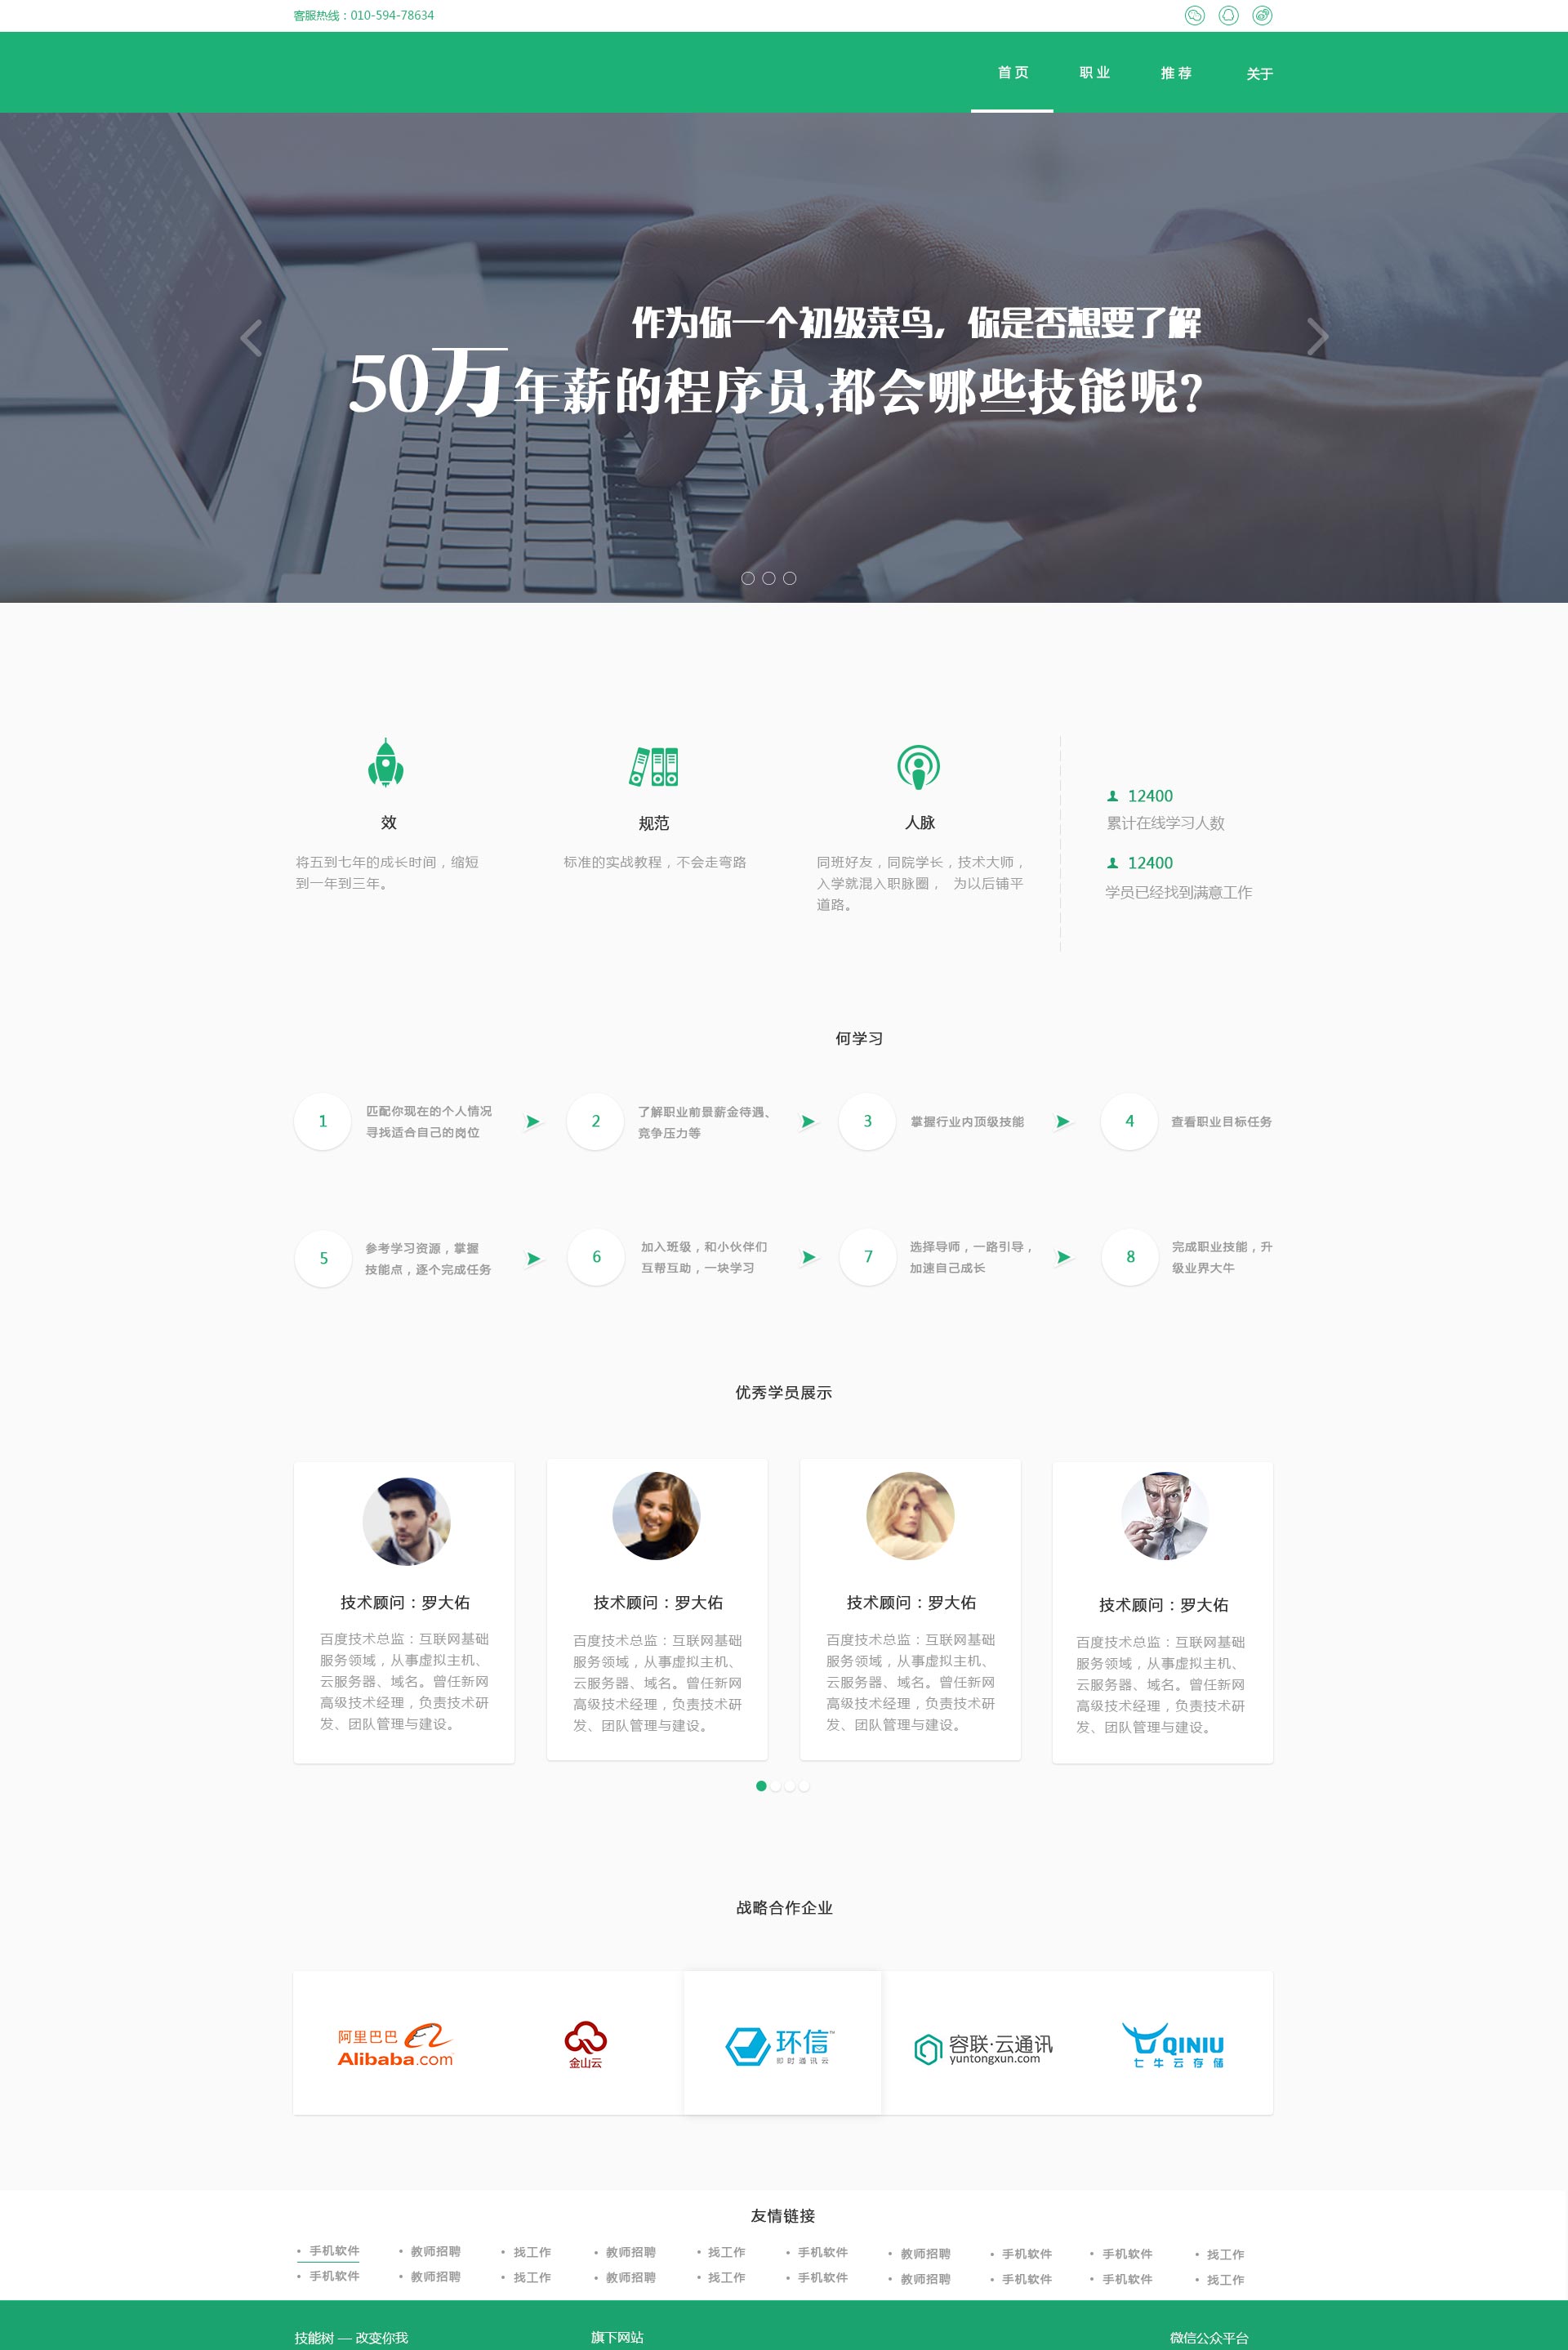 客服热线：010-594-78634
首 页
职 业
推 荐
关于
作为你一个初级菜鸟，你是否想要了解
50万年薪的程序员,都会哪些技能呢?
效
将五到七年的成长时间，缩短
到一年到三年。
规范
标准的实战教程，不会走弯路
人脉
同班好友，同院学长，技术大师，
入学就混入职脉圈， 为以后铺平
道路。
12400
累计在线学习人数
12400
学员已经找到满意工作
何学习
1
匹配你现在的个人情况
寻找适合自己的岗位
2
了解职业前景薪金待遇、
竞争压力等
3
掌握行业内顶级技能
4
查看职业目标任务
5
参考学习资源，掌握
技能点，逐个完成任务
6
加入班级，和小伙伴们
互帮互助，一块学习
7
选择导师，一路引导，
加速自己成长
8
完成职业技能，升
级业界大牛
优秀学员展示
技术顾问：罗大佑
百度技术总监：互联网基础
服务领域，从事虚拟主机、
云服务器、域名。曾任新网
高级技术经理，负责技术研
发、团队管理与建设。
技术顾问：罗大佑
百度技术总监：互联网基础
服务领域，从事虚拟主机、
云服务器、域名。曾任新网
高级技术经理，负责技术研
发、团队管理与建设。
技术顾问：罗大佑
百度技术总监：互联网基础
服务领域，从事虚拟主机、
云服务器、域名。曾任新网
高级技术经理，负责技术研
发、团队管理与建设。
技术顾问：罗大佑
百度技术总监：互联网基础
服务领域，从事虚拟主机、
云服务器、域名。曾任新网
高级技术经理，负责技术研
发、团队管理与建设。
战略合作企业
阿里巴巴
Alibaba.com
金山云
环信™
即时通讯云
容联·云通讯
yuntongxun.com
QINIU
七牛云存储
友情链接
• 手机软件 • 教师招聘 • 找工作 • 教师招聘 • 找工作 • 手机软件 • 教师招聘 • 手机软件 • 手机软件 • 找工作
• 手机软件 • 教师招聘 • 找工作 • 教师招聘 • 找工作 • 手机软件 • 教师招聘 • 手机软件 • 手机软件 • 找工作
技能树 — 改变你我
旗下网站
微信公众平台